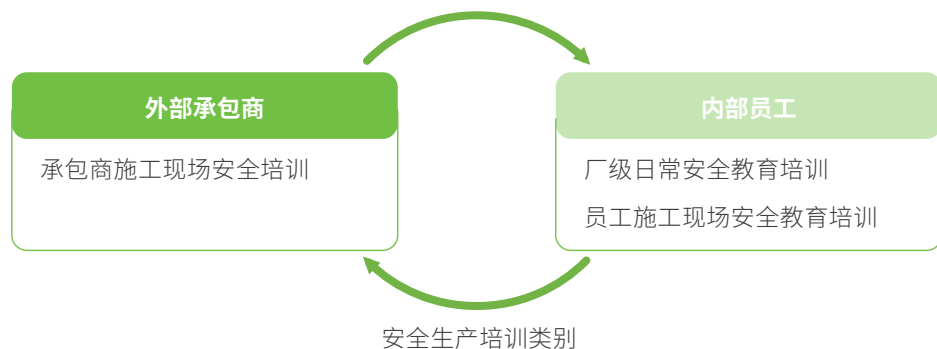 外部承包商
承包商施工现场安全培训
内部员工
厂级日常安全教育培训
员工施工现场安全教育培训
安全生产培训类别